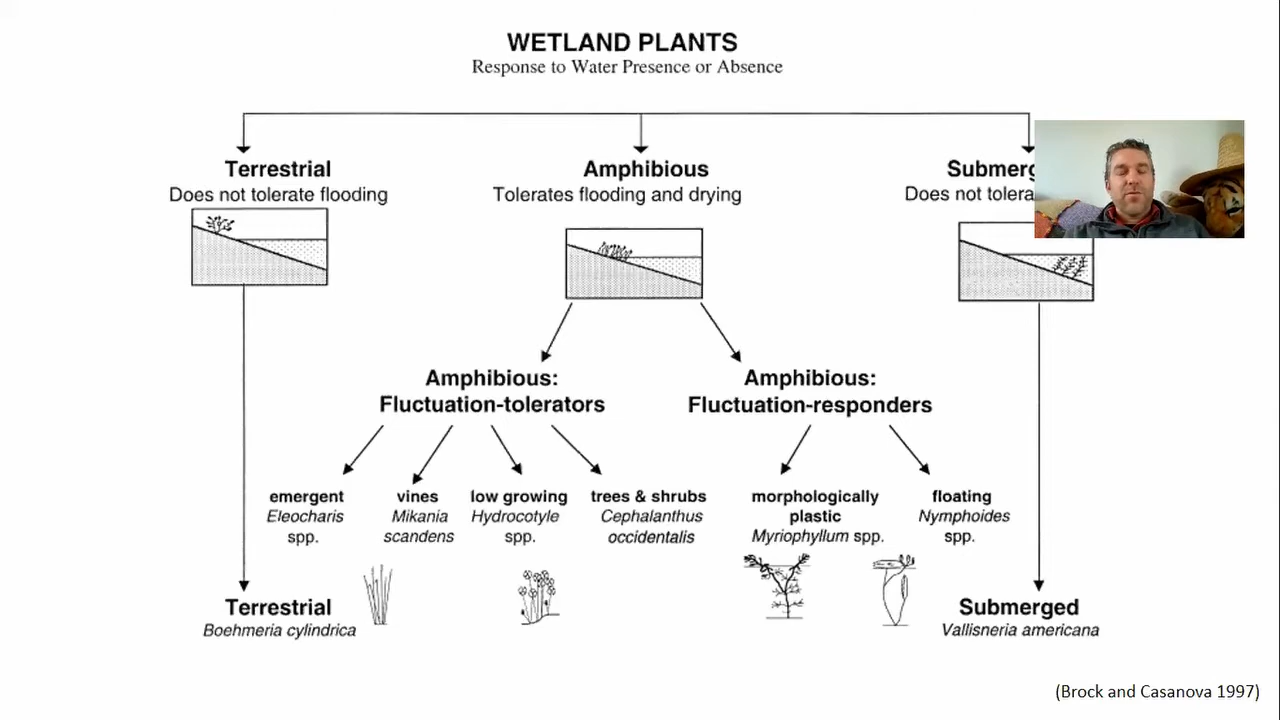 WETLAND PLANTS
Response to Water Presence or Absence
Terrestrial
Does not tolerate flooding
Amphibious
Tolerates flooding and drying
Does not
Amphibious:
Fluctuation-tolerators
Amphibious:
Fluctuation-responders
emergent
Eleocharis
spp.
vines
Mikania
scandens
low growing
Hydrocotyle
spp.
trees & shrubs
Cephalanthus
occidentalis
morphologically
plastic
Myriophyllum spp.
floating
Nymphoides
spp.
Terrestrial
Boehmeria cylindrica
Submerged
Vallisneria americana
(Brock and Casanova 1997)